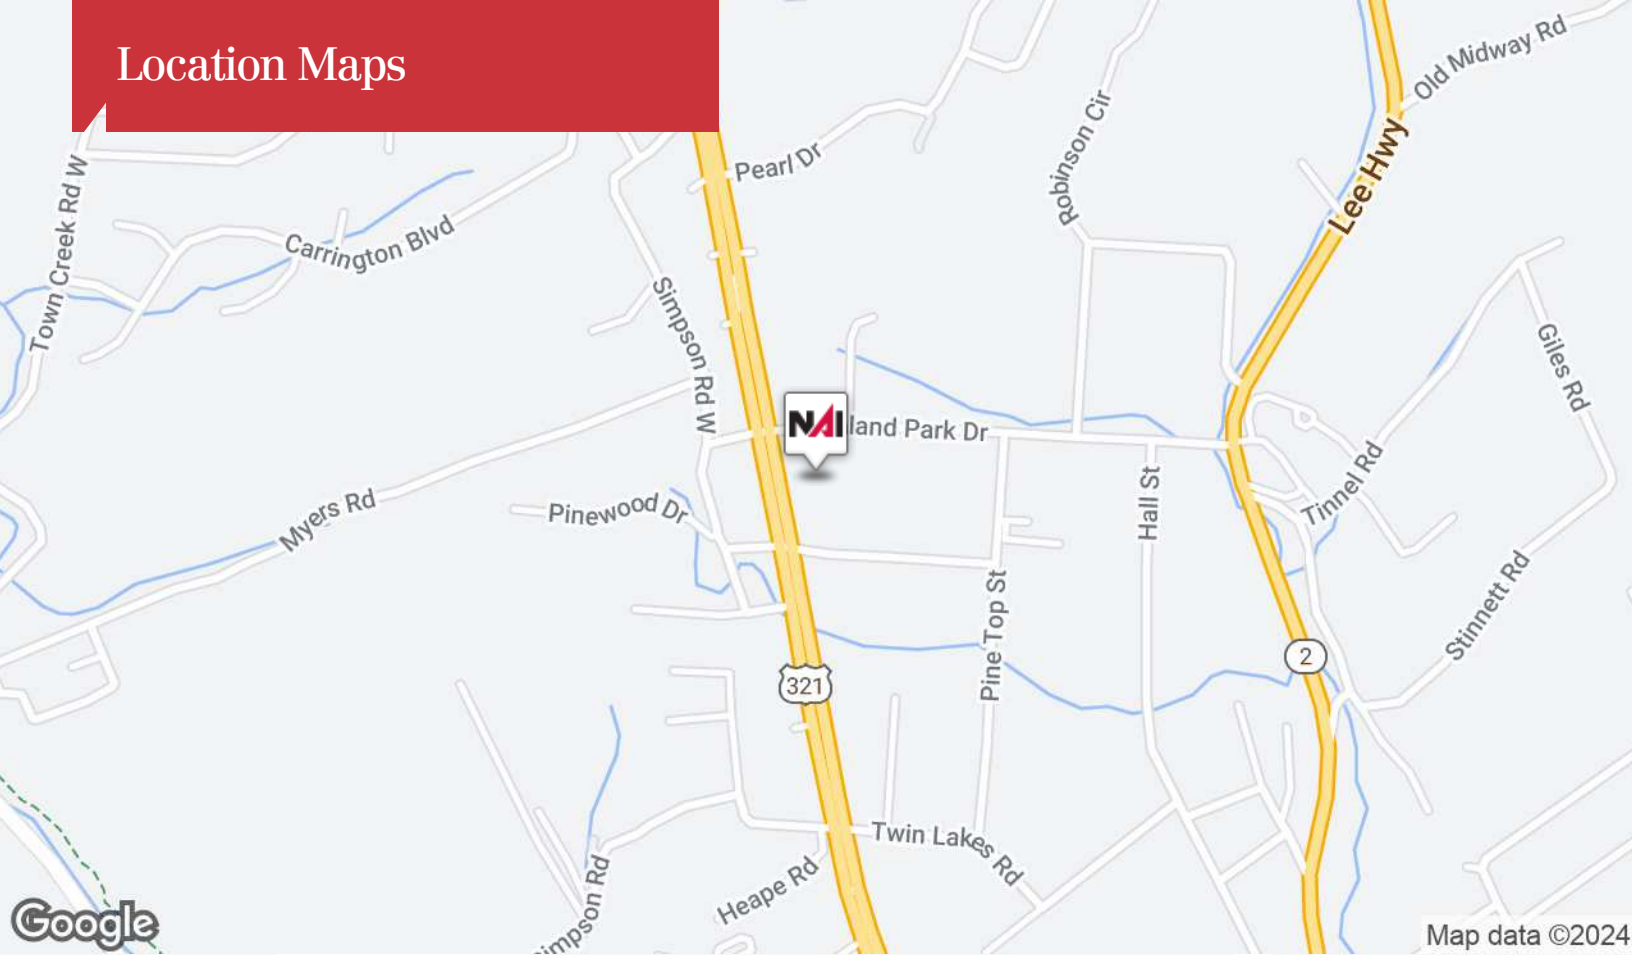 Location Maps
Old Midway Rd
Lee Hwy
Robinson Cir
Pearl Dr
Town Creek Rd W
Carrington Blvd
Simpson Rd W
Giles Rd
NAI
land Park Dr
Tinnel Rd
Hall St
Myers Rd
Pinewood Dr
Stinnett Rd
Pine Top St
2
321
Twin Lakes Rd
Heape Rd
Simpson Rd
Google
Map data ©2024